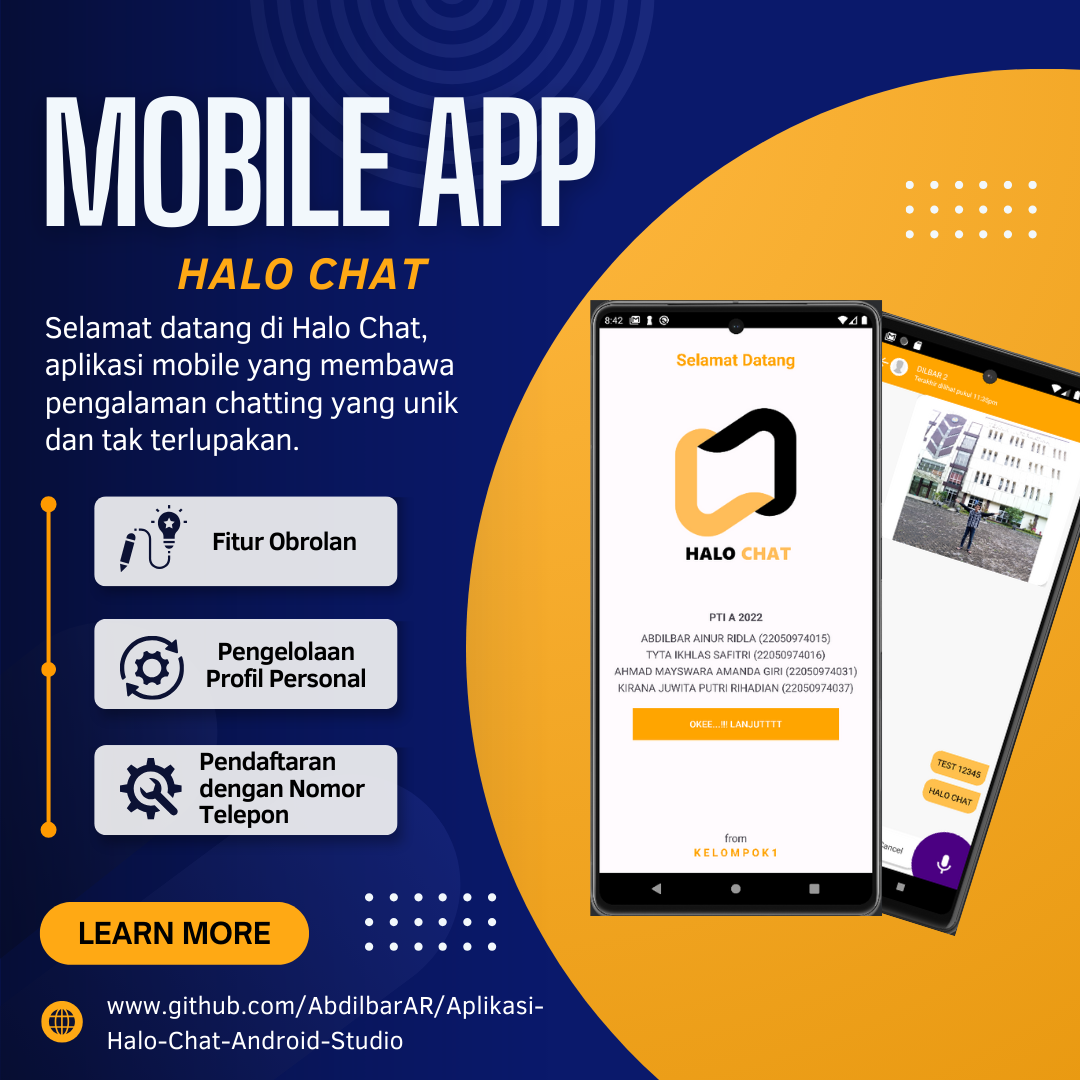 MOBILE APP
HALO CHAT
Selamat datang di Halo Chat,
aplikasi mobile yang membawa
pengalaman chatting yang unik
dan tak terlupakan.
Fitur Obrolan
Pengelolaan
Profil Personal
Pendaftaran
dengan Nomor
Telepon
LEARN MORE
www.github.com/AbdilbarAR/Aplikasi-
Halo-Chat-Android-Studio
8:42
Selamat Datang
HALO CHAT
PTI A 2022
ABDILBAR AINUR RIDLA (22050974015)
TYTA IKHLAS SAFITRI (22050974016)
AHMAD MAYSWARA AMANDA GIRI (22050974031)
KIRANA JUWITA PUTRI RIHADIAN (22050974037)
OKEE...!!! LANJUTTTT
from
KELOMPOK1
DILBAR 2
Terakhir dilihat pukul 11:30pm
TEST 12345
HALO CHAT
Cancel